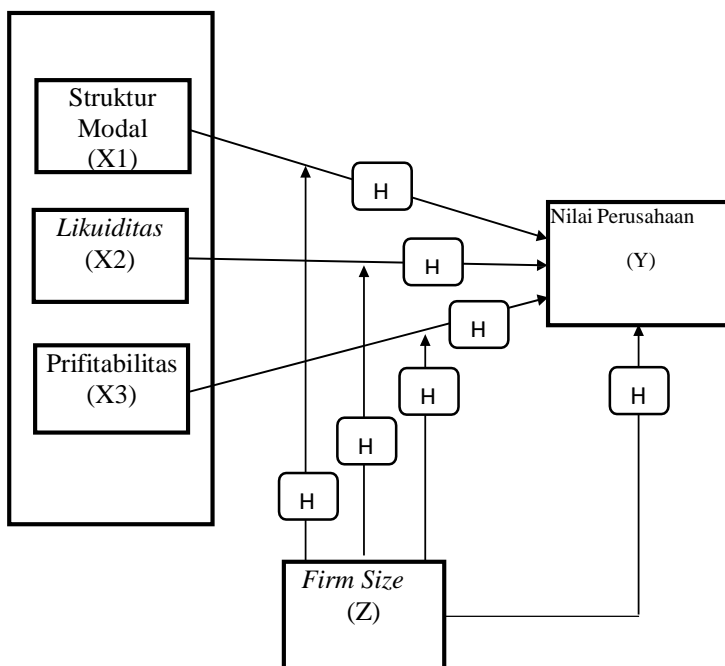 Struktur
Modal
(X1)
H
Likuiditas
(X2)
H
Nilai Perusahaan
(Y)
Prifitabilitas
(X3)
H
H
H
H
H
Firm Size
(Z)